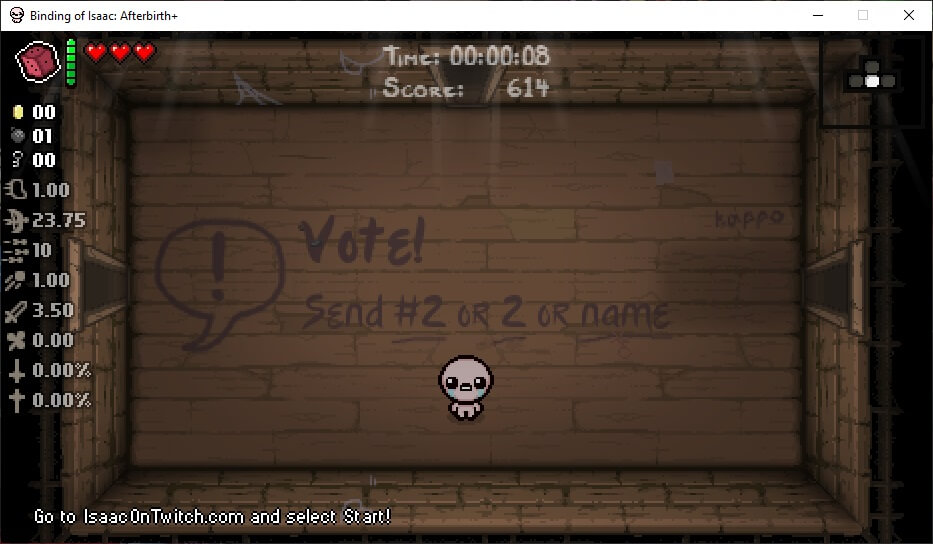 Binding of Isaac: Afterbirth+
Time: 00:00:08
Score: 614
00
01
00
1.00
23.75
10
1.00
3.50
0.00
0.00%
0.00%
kappo
Vote!
Send #2 or 2 or name
Go to IsaacOnTwitch.com and select Start!